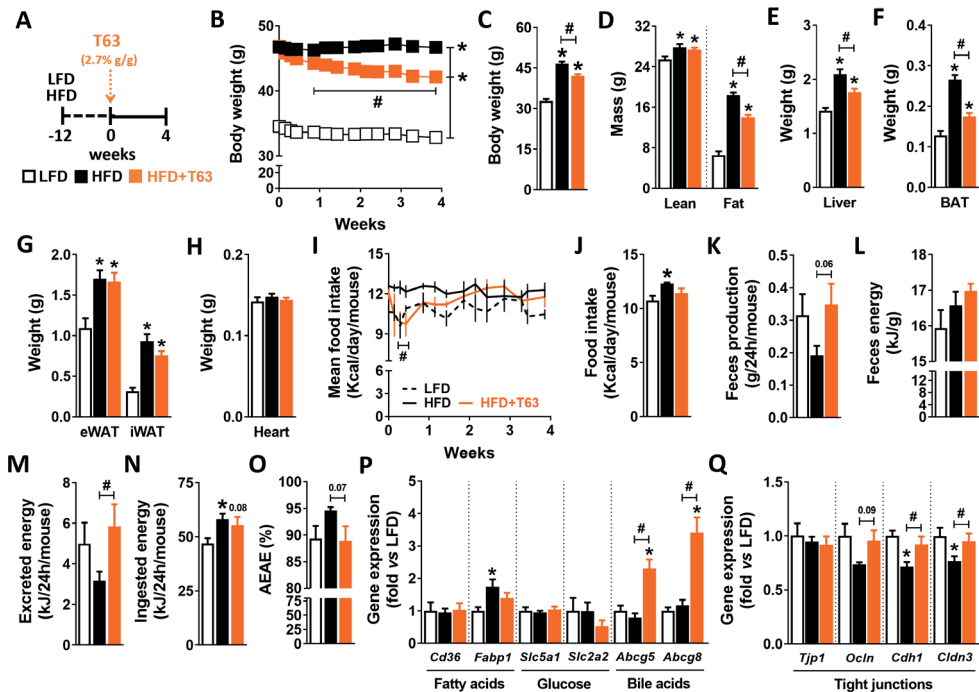 A
T63
(2.7% g/g)
LFD
HFD
-12
0
4
weeks
LFD
HFD
HFD+T63
B
Body weight (g)
60
45
30
0
#
*
*
0
1
2
3
4
Weeks
C
Body weight (g)
60
45
30
15
0
#
*
*
D
Mass (g)
32
24
16
8
0
* *
#
*
*
Lean
Fat
E
Weight (g)
3
2
1
0
#
*
*
Liver
F
Weight (g)
0.4
0.3
0.2
0.1
0.0
#
*
*
BAT
G
Weight (g)
2.0
1.5
1.0
0.5
0.0
* *
*
*
eWAT
iWAT
H
Weight (g)
0.2
0.1
0.0
Heart
I
Mean food intake
(Kcal/day/mouse)
15
12
9
6
3
0
#
LFD
HFD
HFD+T63
0
1
2
3
4
Weeks
J
Food intake
(Kcal/day/mouse)
15
10
5
0
*
K
Feces production
(g/24h/mouse)
0.5
0.4
0.3
0.2
0.1
0.0
0.06
L
Feces energy
(kJ/g)
18
17
16
15
12
9
6
3
0
M
Excreted energy
(kJ/24h/mouse)
8
6
4
2
0
#
N
Ingested energy
(kJ/24h/mouse)
75
50
25
0
*
0.08
O
AEAE (%)
100
95
90
85
80
75
50
25
0
0.07
P
Gene expression
(fold vs LFD)
5
4
3
2
1
0
*
#
*
#
*
Cd36
Fabp1
Slc5a1
Slc2a2
Abcg5
Abcg8
Fatty acids
Glucose
Bile acids
Q
Gene expression
(fold vs LFD)
1.5
1.0
0.5
0.0
0.09
#
*
#
*
Tjp1
Ocln
Cdh1
Cldn3
Tight junctions